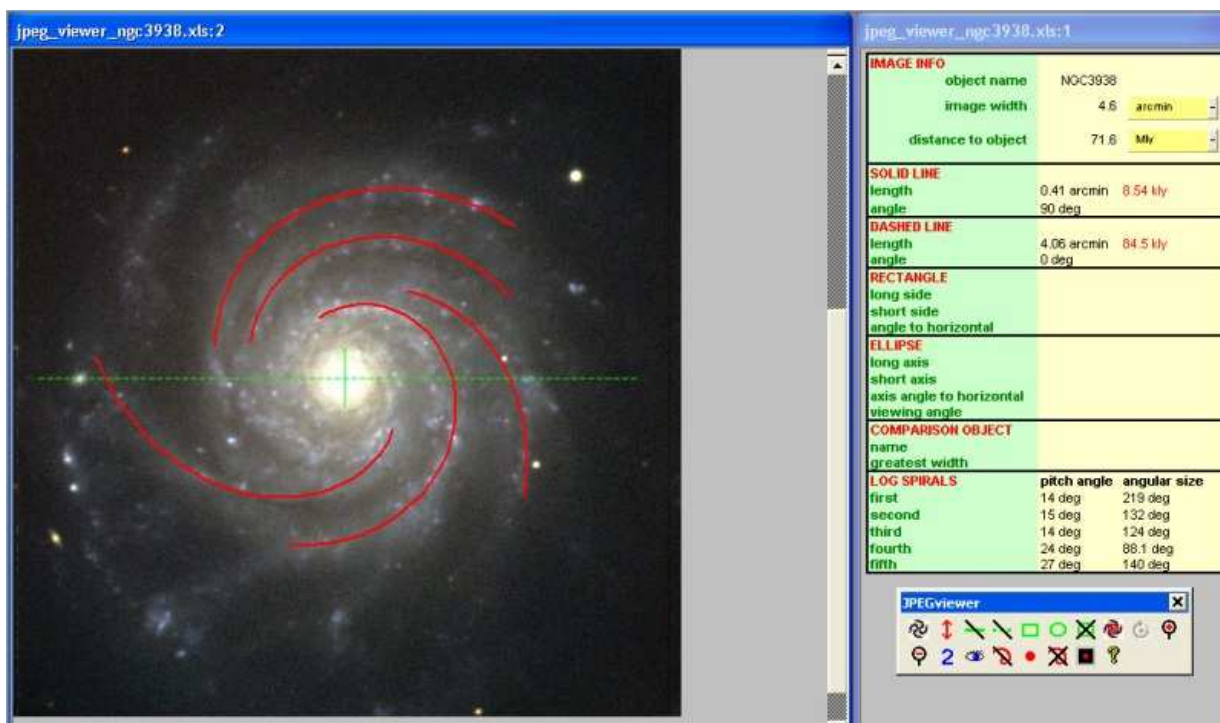 jpeg_viewer_ngc3938.xls:2
jpeg_viewer_ngc3938.xls:1
IMAGE INFO
object name NGC3938
image width 4.6 arcmin
distance to object 71.6 Mly
SOLID LINE
length 0.41 arcmin 8.54 kly
angle 90 deg
DASHED LINE
length 4.06 arcmin 84.5 kly
angle 0 deg
RECTANGLE
long side
short side
angle to horizontal
ELLIPSE
long axis
short axis
axis angle to horizontal
viewing angle
COMPARISON OBJECT
name
greatest width
LOG SPIRALS pitch angle angular size
first 14 deg 219 deg
second 15 deg 132 deg
third 14 deg 124 deg
fourth 24 deg 88.1 deg
fifth 27 deg 140 deg
JPEGviewer
2 ?